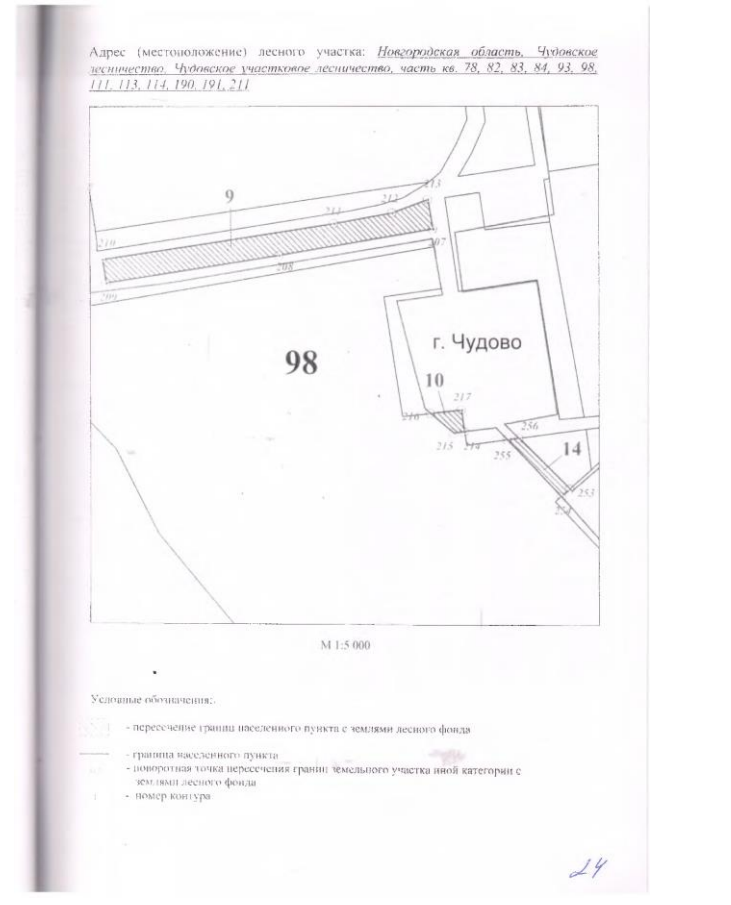 Адрес (местоположение) лесного участка: Новгородская область, Чудовское
лесничество, Чудовское участковое лесничество, часть кв. 78, 82, 83, 84, 93, 98,
111, 113, 114, 190, 191, 211
213
9
212
211
210
207
208
209
г. Чудово
98
10
217
216
256
215
214
255
14
253
254
М 1:5 000
Условные обозначения:
- пересечение границ населенного пункта с землями лесного фонда
- граница населенного пункта
- поворотная точка пересечения границ земельного участка иной категории с
землями лесного фонда
- номер контура
24